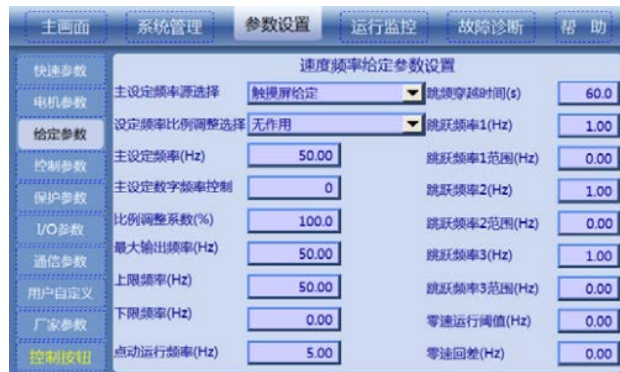 主画面 系统管理 参数设置 运行监控 故障诊断 帮 助
速度频率给定参数设置
快速参数
电机参数
给定参数
控制参数
保护参数
I/O参数
通信参数
用户自定义
厂家参数
控制按钮
主设定频率源选择 触摸屏给定
设定频率比例调整选择 无作用
主设定频率(Hz) 50.00
主设定数字频率控制 0
比例调整系数(%) 100.0
最大输出频率(Hz) 50.00
上限频率(Hz) 50.00
下限频率(Hz) 0.00
点动运行频率(Hz) 5.00
跳频穿越时间(s) 60.0
跳跃频率1(Hz) 1.00
跳跃频率1范围(Hz) 0.00
跳跃频率2(Hz) 1.00
跳跃频率2范围(Hz) 0.00
跳跃频率3(Hz) 1.00
跳跃频率3范围(Hz) 0.00
零速运行阈值(Hz) 0.00
零速回差(Hz) 0.00